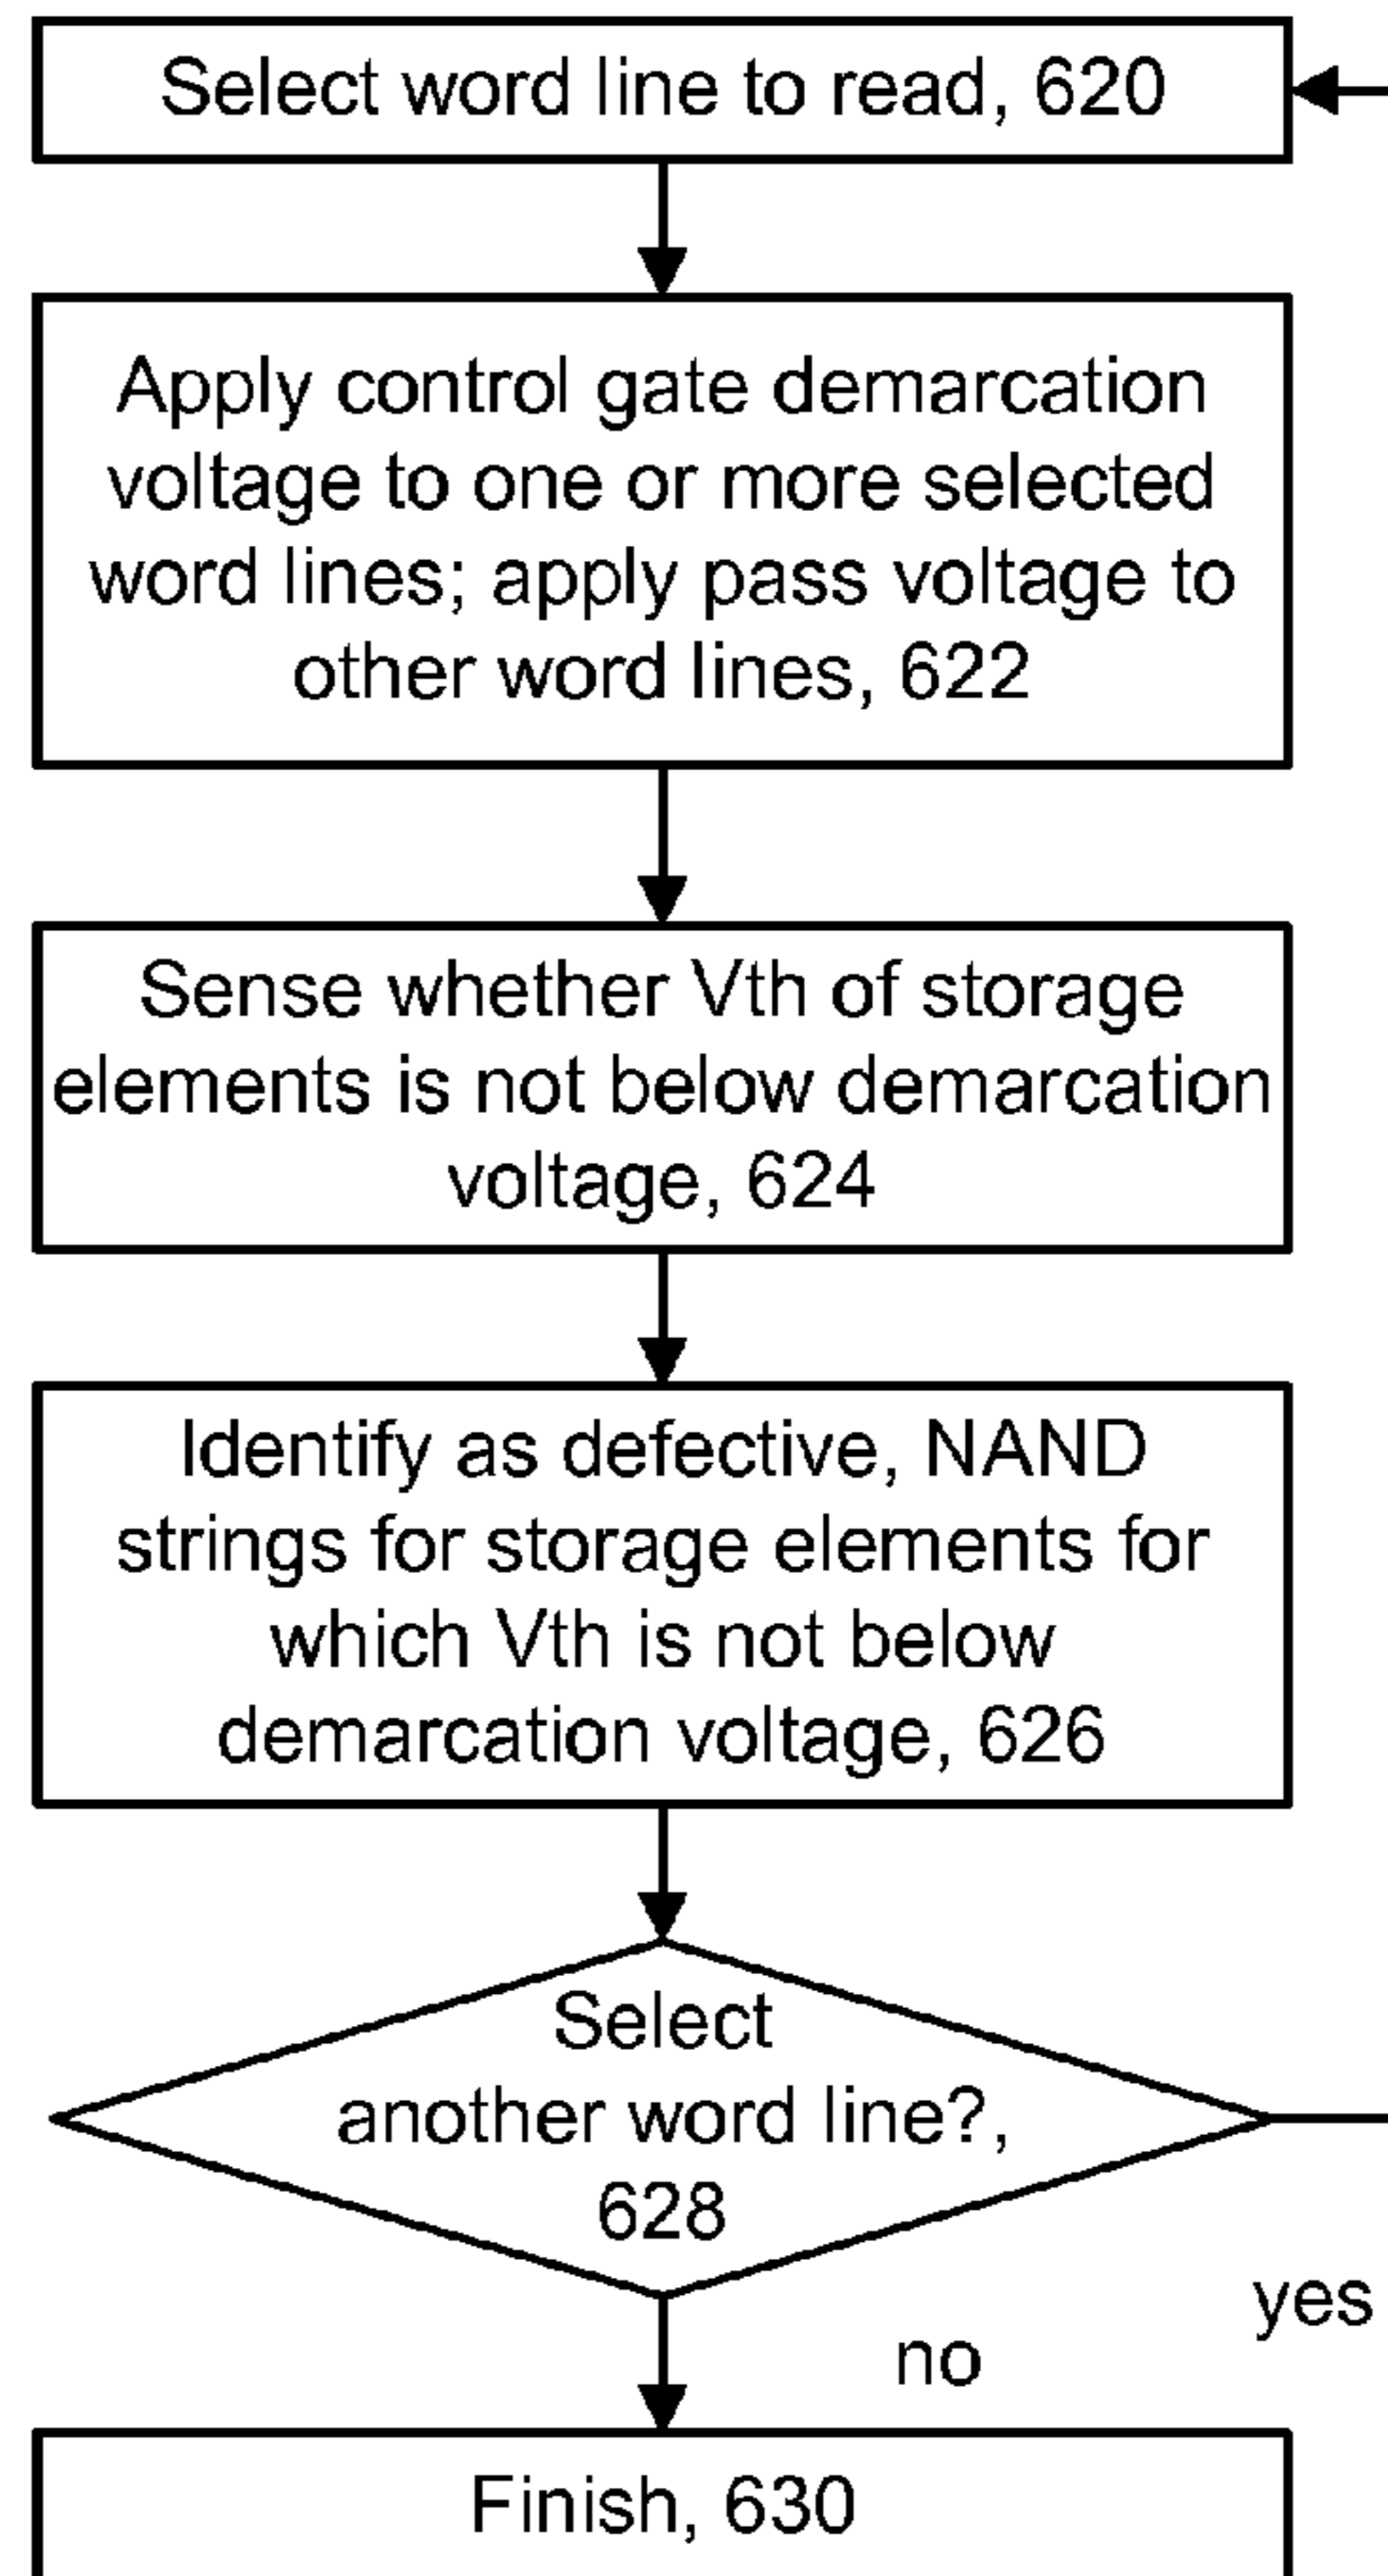 Select word line to read, 620
Apply control gate demarcation
voltage to one or more selected
word lines; apply pass voltage to
other word lines, 622
Sense whether Vth of storage
elements is not below demarcation
voltage, 624
Identify as defective, NAND
strings for storage elements for
which Vth is not below
demarcation voltage, 626
Select
another word line?,
628
yes
no
Finish, 630